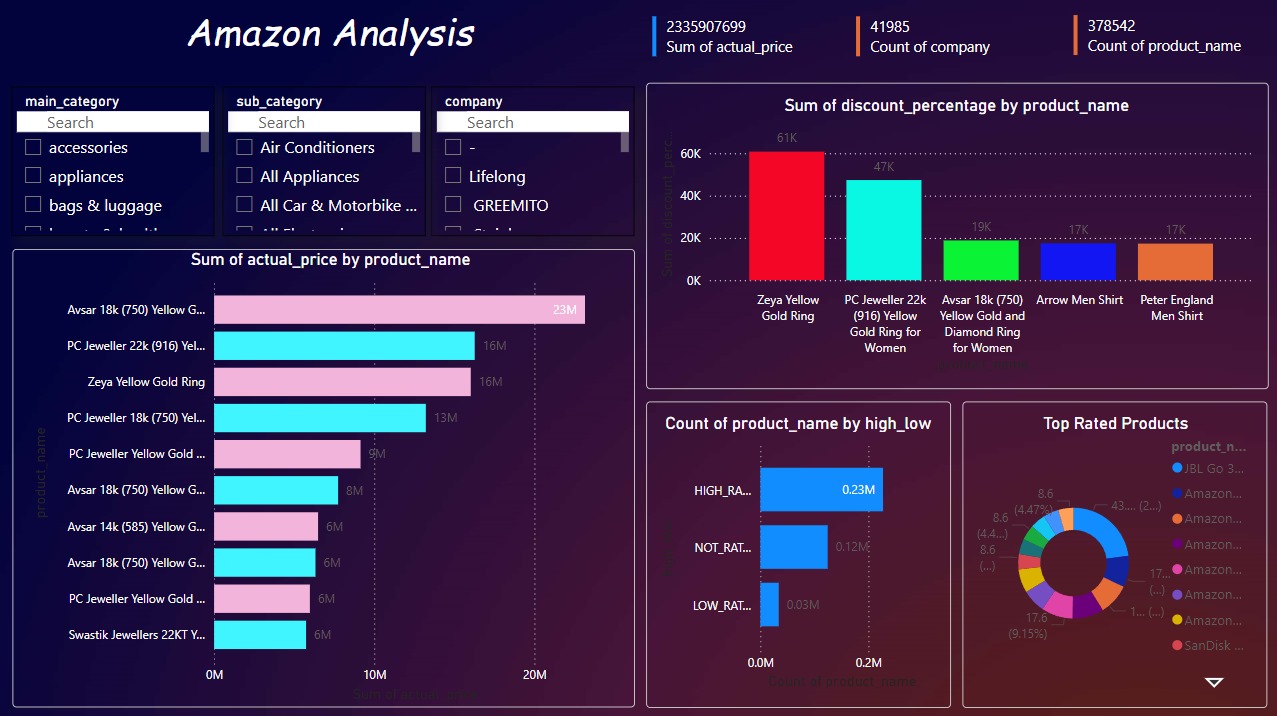 Amazon Analysis
2335907699
Sum of actual_price
41985
Count of company
378542
Count of product_name
main_category
Search
accessories
appliances
bags & luggage
sub_category
Search
Air Conditioners
All Appliances
All Car & Motorbike ...
company
Search
-
Lifelong
GREEMITO
Sum of actual_price by product_name
product_name
Avsar 18k (750) Yellow G...
23M
PC Jeweller 22k (916) Yel...
16M
Zeya Yellow Gold Ring
16M
PC Jeweller 18k (750) Yel...
13M
PC Jeweller Yellow Gold ...
9M
Avsar 18k (750) Yellow G...
8M
Avsar 14k (585) Yellow G...
6M
Avsar 18k (750) Yellow G...
6M
PC Jeweller Yellow Gold ...
6M
Swastik Jewellers 22KT Y...
6M
0M
10M
20M
Sum of actual_price
Sum of discount_percentage by product_name
Sum of discount_perc...
60K
40K
20K
0K
61K
47K
19K
17K
17K
Zeya Yellow
Gold Ring
PC Jeweller 22k
(916) Yellow
Gold Ring for
Women
Avsar 18k (750)
Yellow Gold and
Diamond Ring
for Women
Arrow Men Shirt
Peter England
Men Shirt
product_name
Count of product_name by high_low
HIGH_RA...
0.23M
NOT_RAT...
0.12M
LOW_RAT...
0.03M
0.0M
0.2M
Count of product_name
Top Rated Products
product_n...
JBL Go 3...
Amazon...
Amazon...
Amazon...
Amazon...
Amazon...
Amazon...
SanDisk ...
43.... (2...)
17...
(...)
1... (...)
17.6
(9.15%)
8.6
(...)
8.6
(4.4...)
8.6
(4.47%)